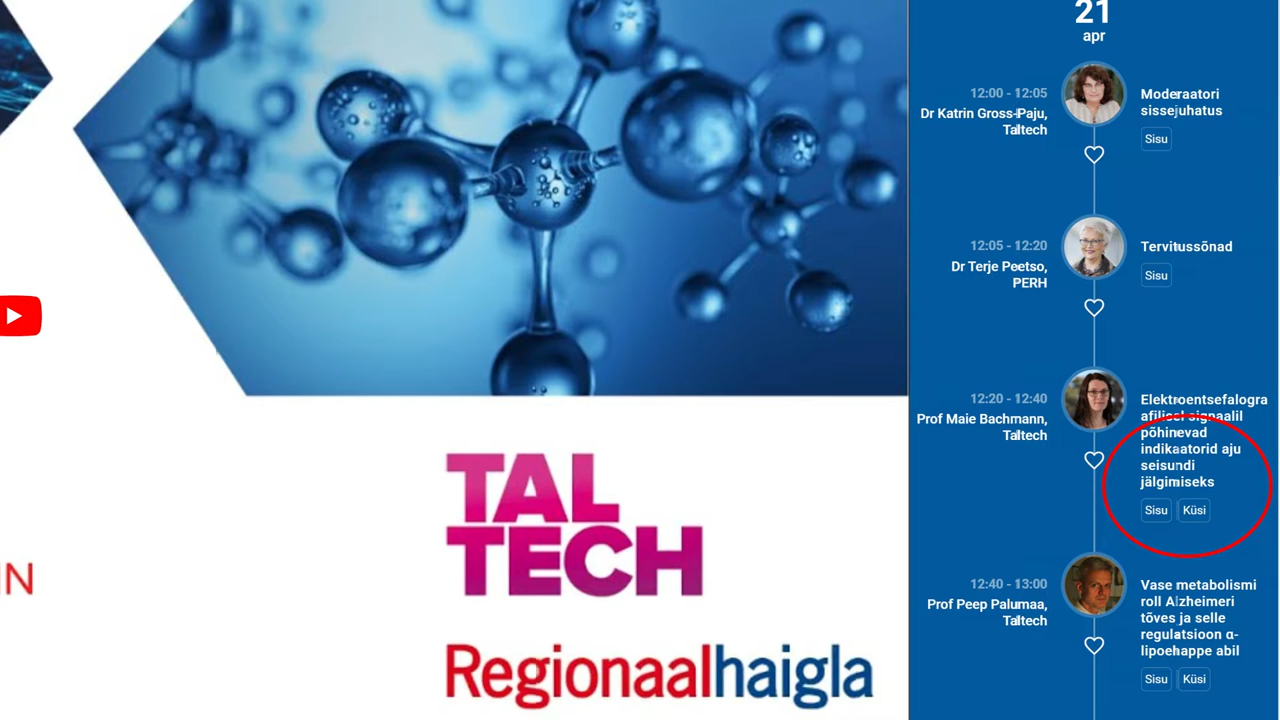 IN
TAL
TECH
Regionaalhaigla
21
apr
12:00 - 12:05
Dr Katrin Gross-Paju,
Taltech
Moderaatori
sissejuhatus
Sisu
12:05 - 12:20
Dr Terje Peetso,
PERH
Tervitussõnad
Sisu
12:20 - 12:40
Prof Maie Bachmann,
Taltech
Elektroentsefalogra
afilisel signaalil
põhinevad
indikaatorid aju
seisundi
jälgimiseks
Sisu Küsi
12:40 - 13:00
Prof Peep Palumaa,
Taltech
Vase metabolismi
roll Alzheimeri
tõves ja selle
regulatsioon α-
lipoehappe abil
Sisu Küsi